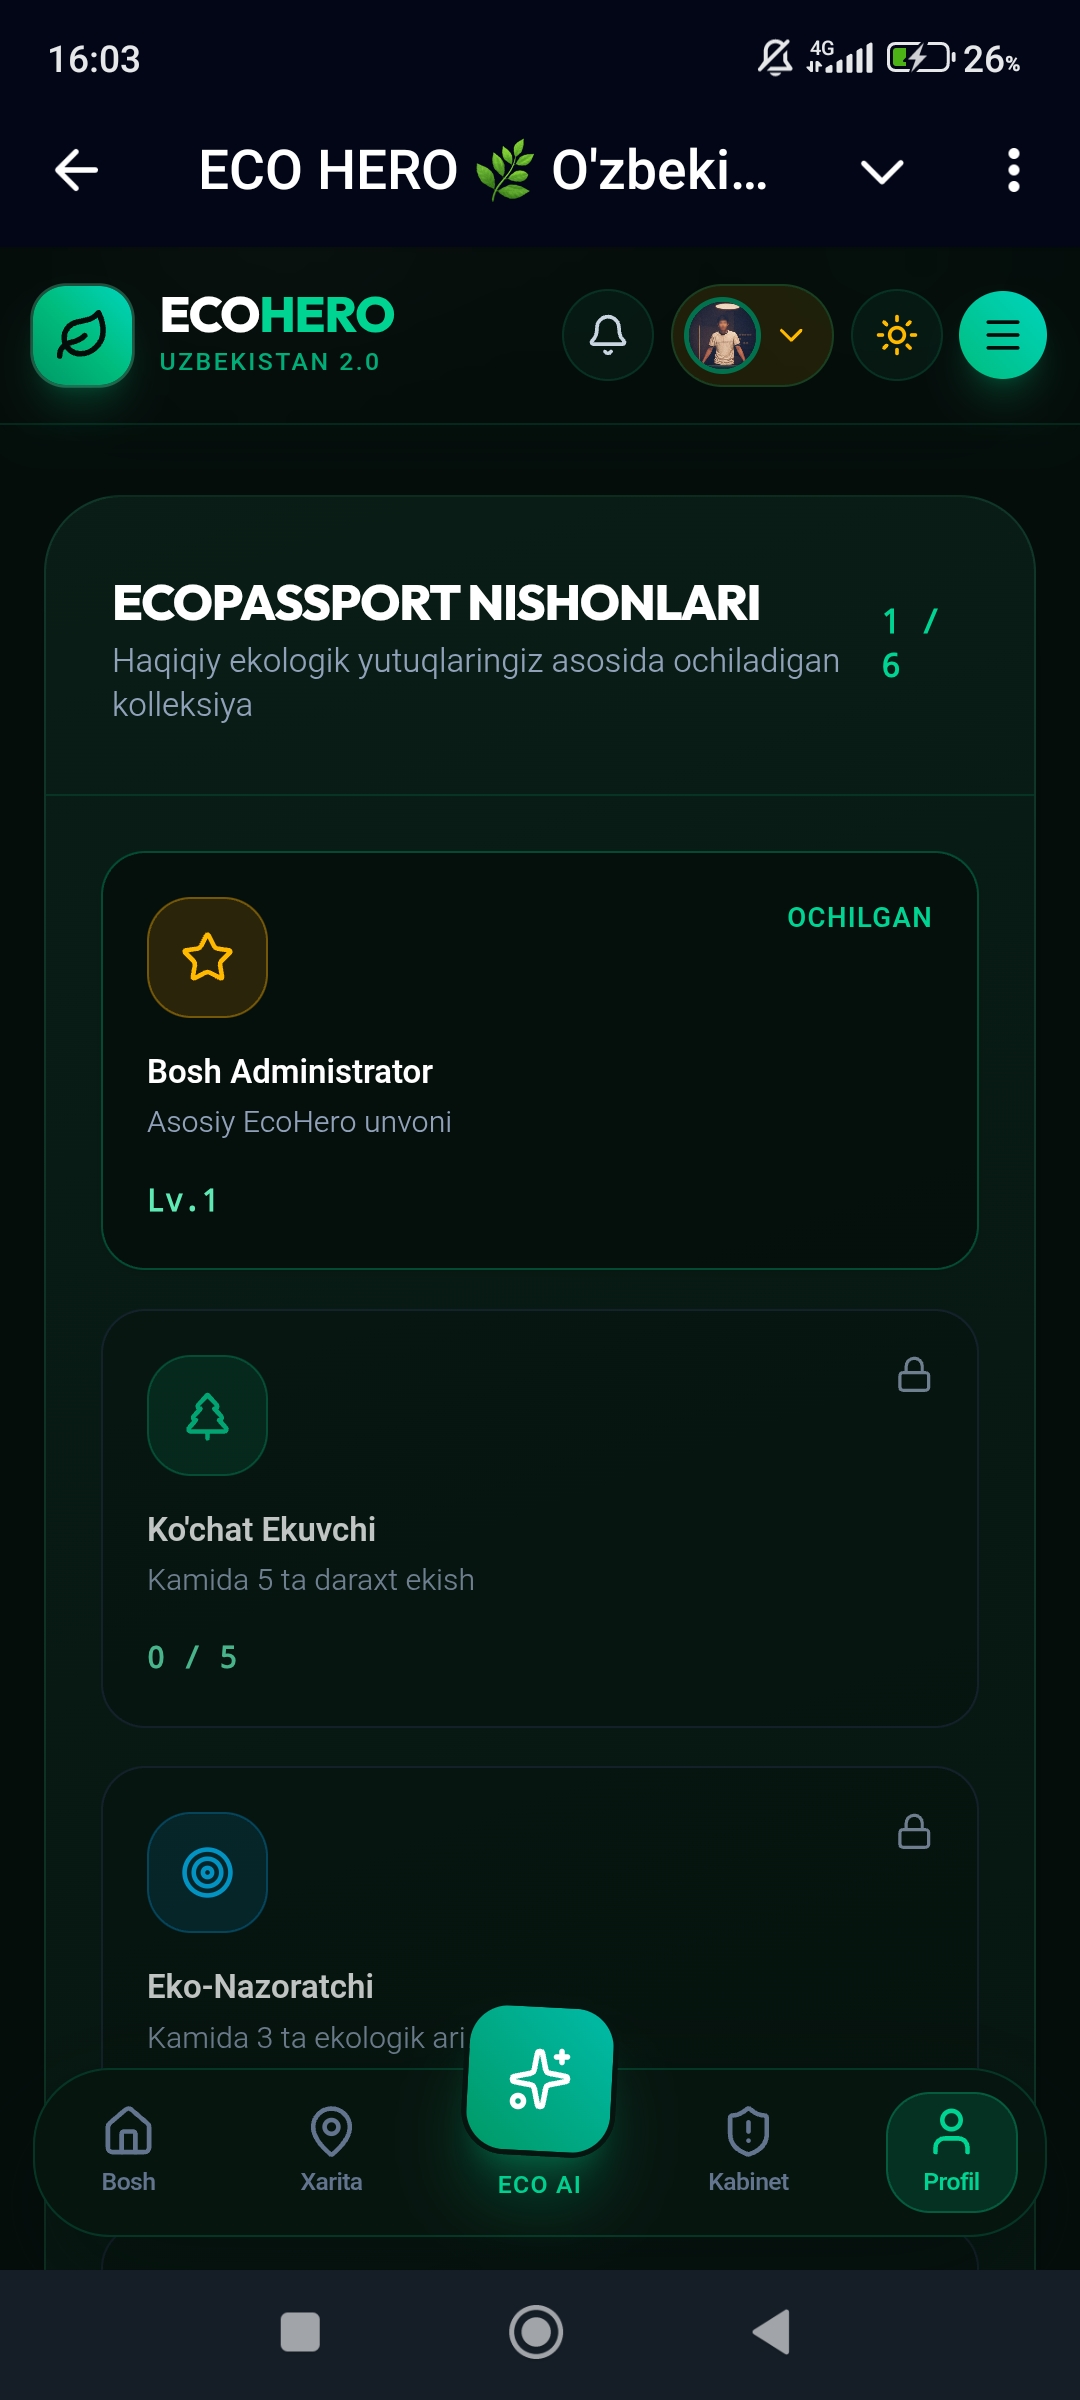 16:03
4G
26%
ECO HERO 🌿 O'zbeki...
ECOHERO
UZBEKISTAN 2.0
ECOPASSPORT NISHONLARI
Haqiqiy ekologik yutuqlaringiz asosida ochiladigan
kolleksiya
1 /
6
OCHILGAN
Bosh Administrator
Asosiy EcoHero unvoni
Lv.1
Ko'chat Ekuvchi
Kamida 5 ta daraxt ekish
0 / 5
Eko-Nazoratchi
Kamida 3 ta ekologik ari
Bosh
Xarita
ECO AI
Kabinet
Profil